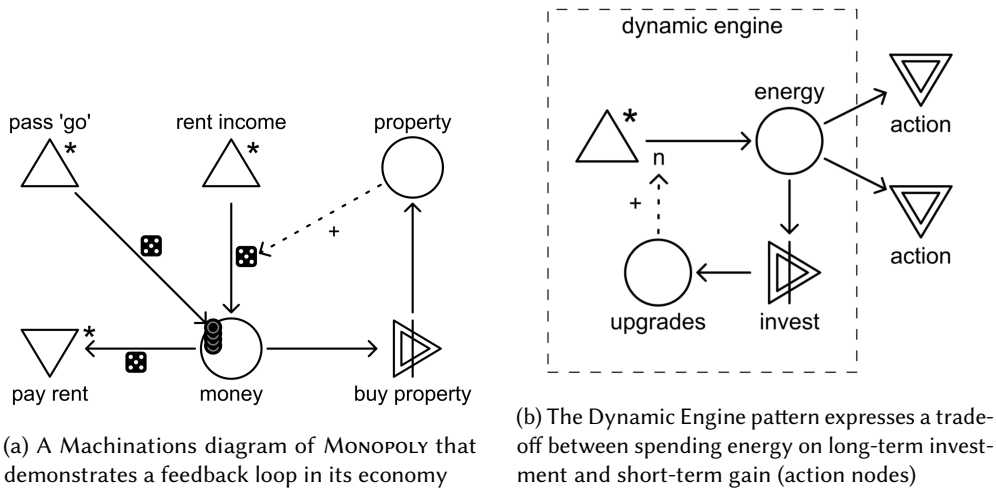 pass 'go'
*
rent income
*
property
+
pay rent
*
money
buy property
(a) A Machinations diagram of Monopoly that
demonstrates a feedback loop in its economy
dynamic engine
*
n
energy
action
action
+
upgrades
invest
(b) The Dynamic Engine pattern expresses a trade-
off between spending energy on long-term invest-
ment and short-term gain (action nodes)